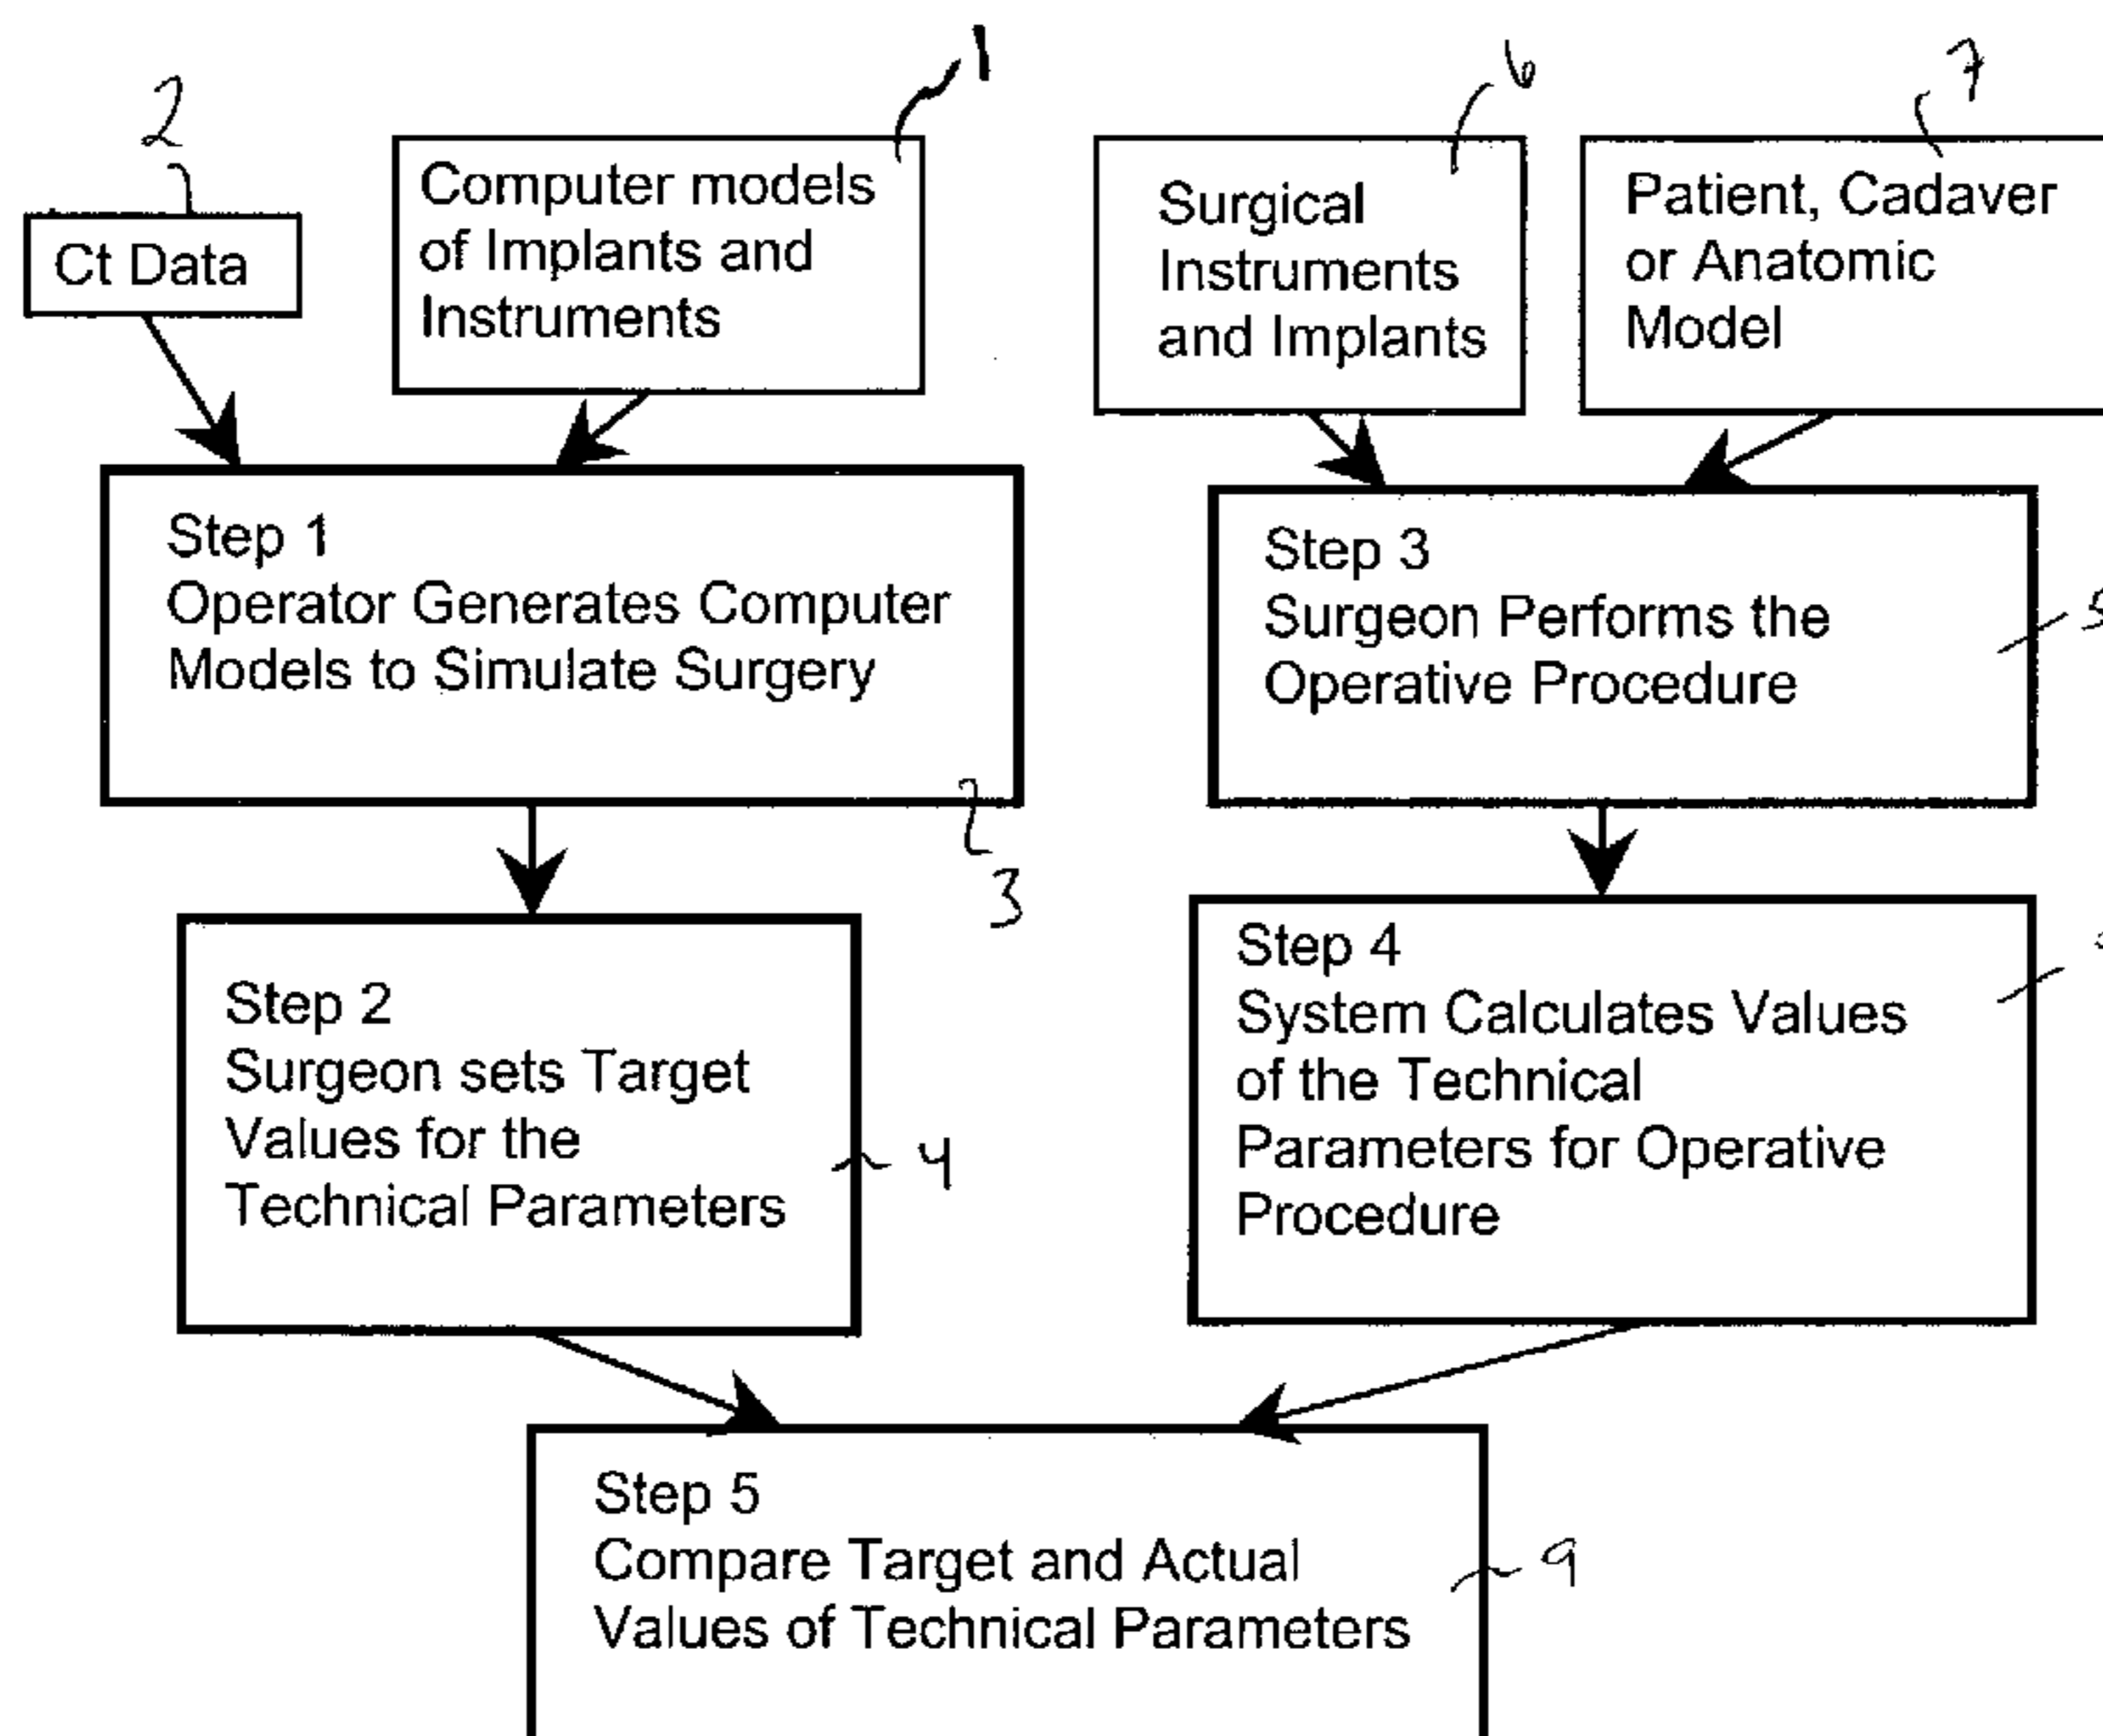 2
1
6
7
Ct Data
Computer models
of Implants and
Instruments
Surgical
Instruments
and Implants
Patient, Cadaver
or Anatomic
Model
Step 1
Operator Generates Computer
Models to Simulate Surgery
3
Step 3
Surgeon Performs the
Operative Procedure
Step 2
Surgeon sets Target
Values for the
Technical Parameters
4
Step 4
System Calculates Values
of the Technical
Parameters for Operative
Procedure
Step 5
Compare Target and Actual
Values of Technical Parameters
9